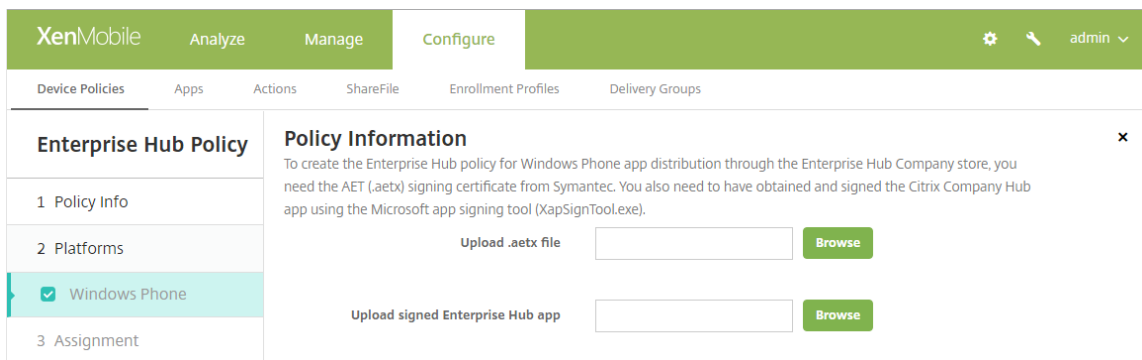 XenMobile Analyze Manage Configure admin
Device Policies Apps Actions ShareFile Enrollment Profiles Delivery Groups
Enterprise Hub Policy
1 Policy Info
2 Platforms
Windows Phone
3 Assignment
Policy Information
To create the Enterprise Hub policy for Windows Phone app distribution through the Enterprise Hub Company store, you
need the AET (.aetx) signing certificate from Symantec. You also need to have obtained and signed the Citrix Company Hub
app using the Microsoft app signing tool (XapSignTool.exe).
Upload .aetx file Browse
Upload signed Enterprise Hub app Browse